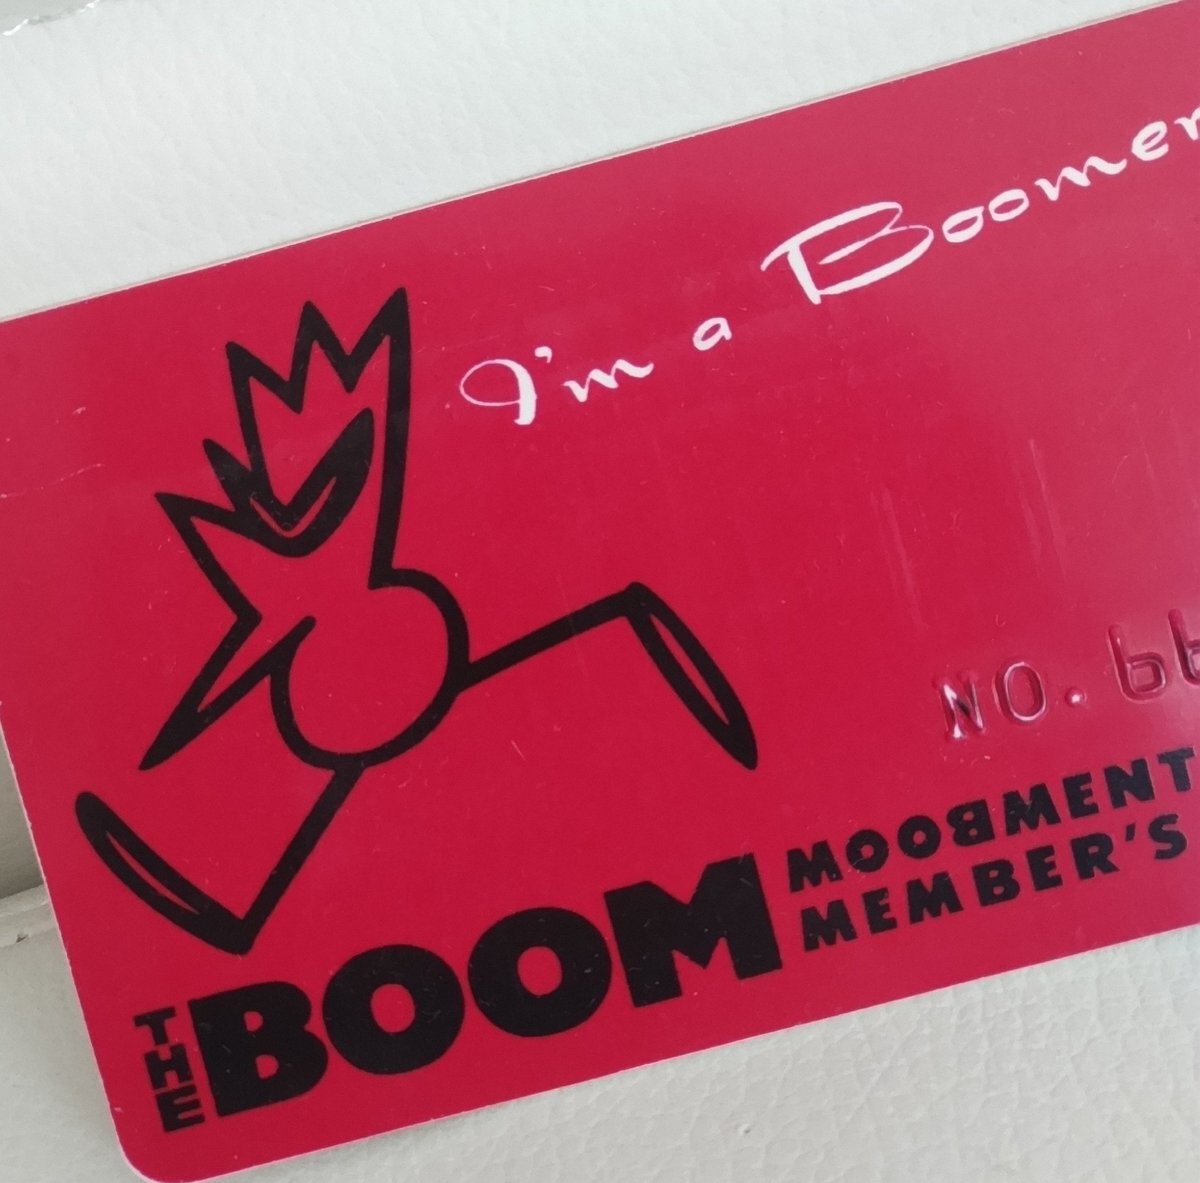 I'm a Boomer
NO. 66
MOOBMENT
MEMBER'S
THE BOOM